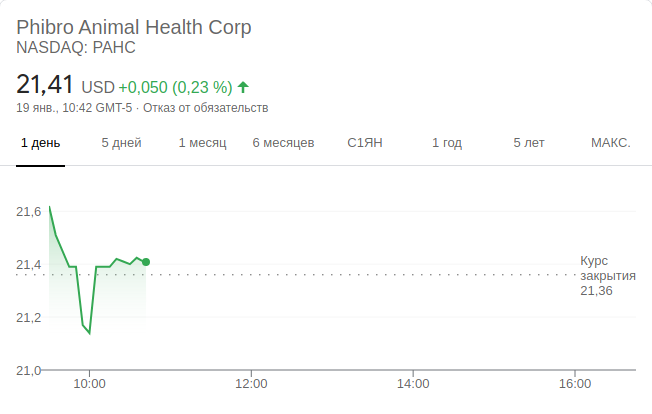 Phibro Animal Health Corp
NASDAQ: PAHC
21,41 USD +0,050 (0,23 %)
19 янв., 10:42 GMT-5 · Отказ от обязательств
1 день 5 дней 1 месяц 6 месяцев С1ЯН 1 год 5 лет МАКС.
21,6
21,4
21,2
21,0
Курс
закрытия
21,36
10:00 12:00 14:00 16:00